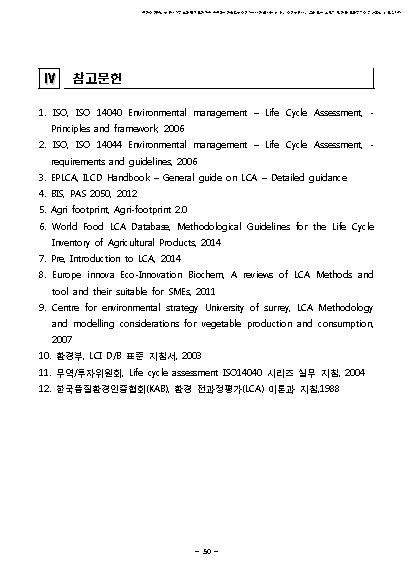 Ⅳ 참고문헌
1. ISO, ISO 14040 Environmental management – Life Cycle Assessment, -
Principles and framework, 2006
2. ISO, ISO 14044 Environmental management – Life Cycle Assessment, -
requirements and guidelines, 2006
3. EPLCA, ILCD Handbook – General guide on LCA – Detailed guidance
4. BIS, PAS 2050, 2012
5. Agri footprint, Agri-footprint 2.0
6. World Food LCA Database, Methodological Guidelines for the Life Cycle
Inventory of Agricultural Products, 2014
7. Pre, Introduction to LCA, 2014
8. Europe innova Eco-Innovation Biochem, A reviews of LCA Methods and
tool and their suitable for SMEs, 2011
9. Centre for environmental strategy University of surrey, LCA Methodology
and modelling considerations for vegetable production and consumption,
2007
10. 환경부, LCI D/B 표준 지침서, 2003
11. 무역/투자위원회, Life cycle assessment ISO14040 시리즈 실무 지침, 2004
12. 한국품질환경인증협회(KAB), 환경 전과정평가(LCA) 이론과 지침,1988
- 50 -